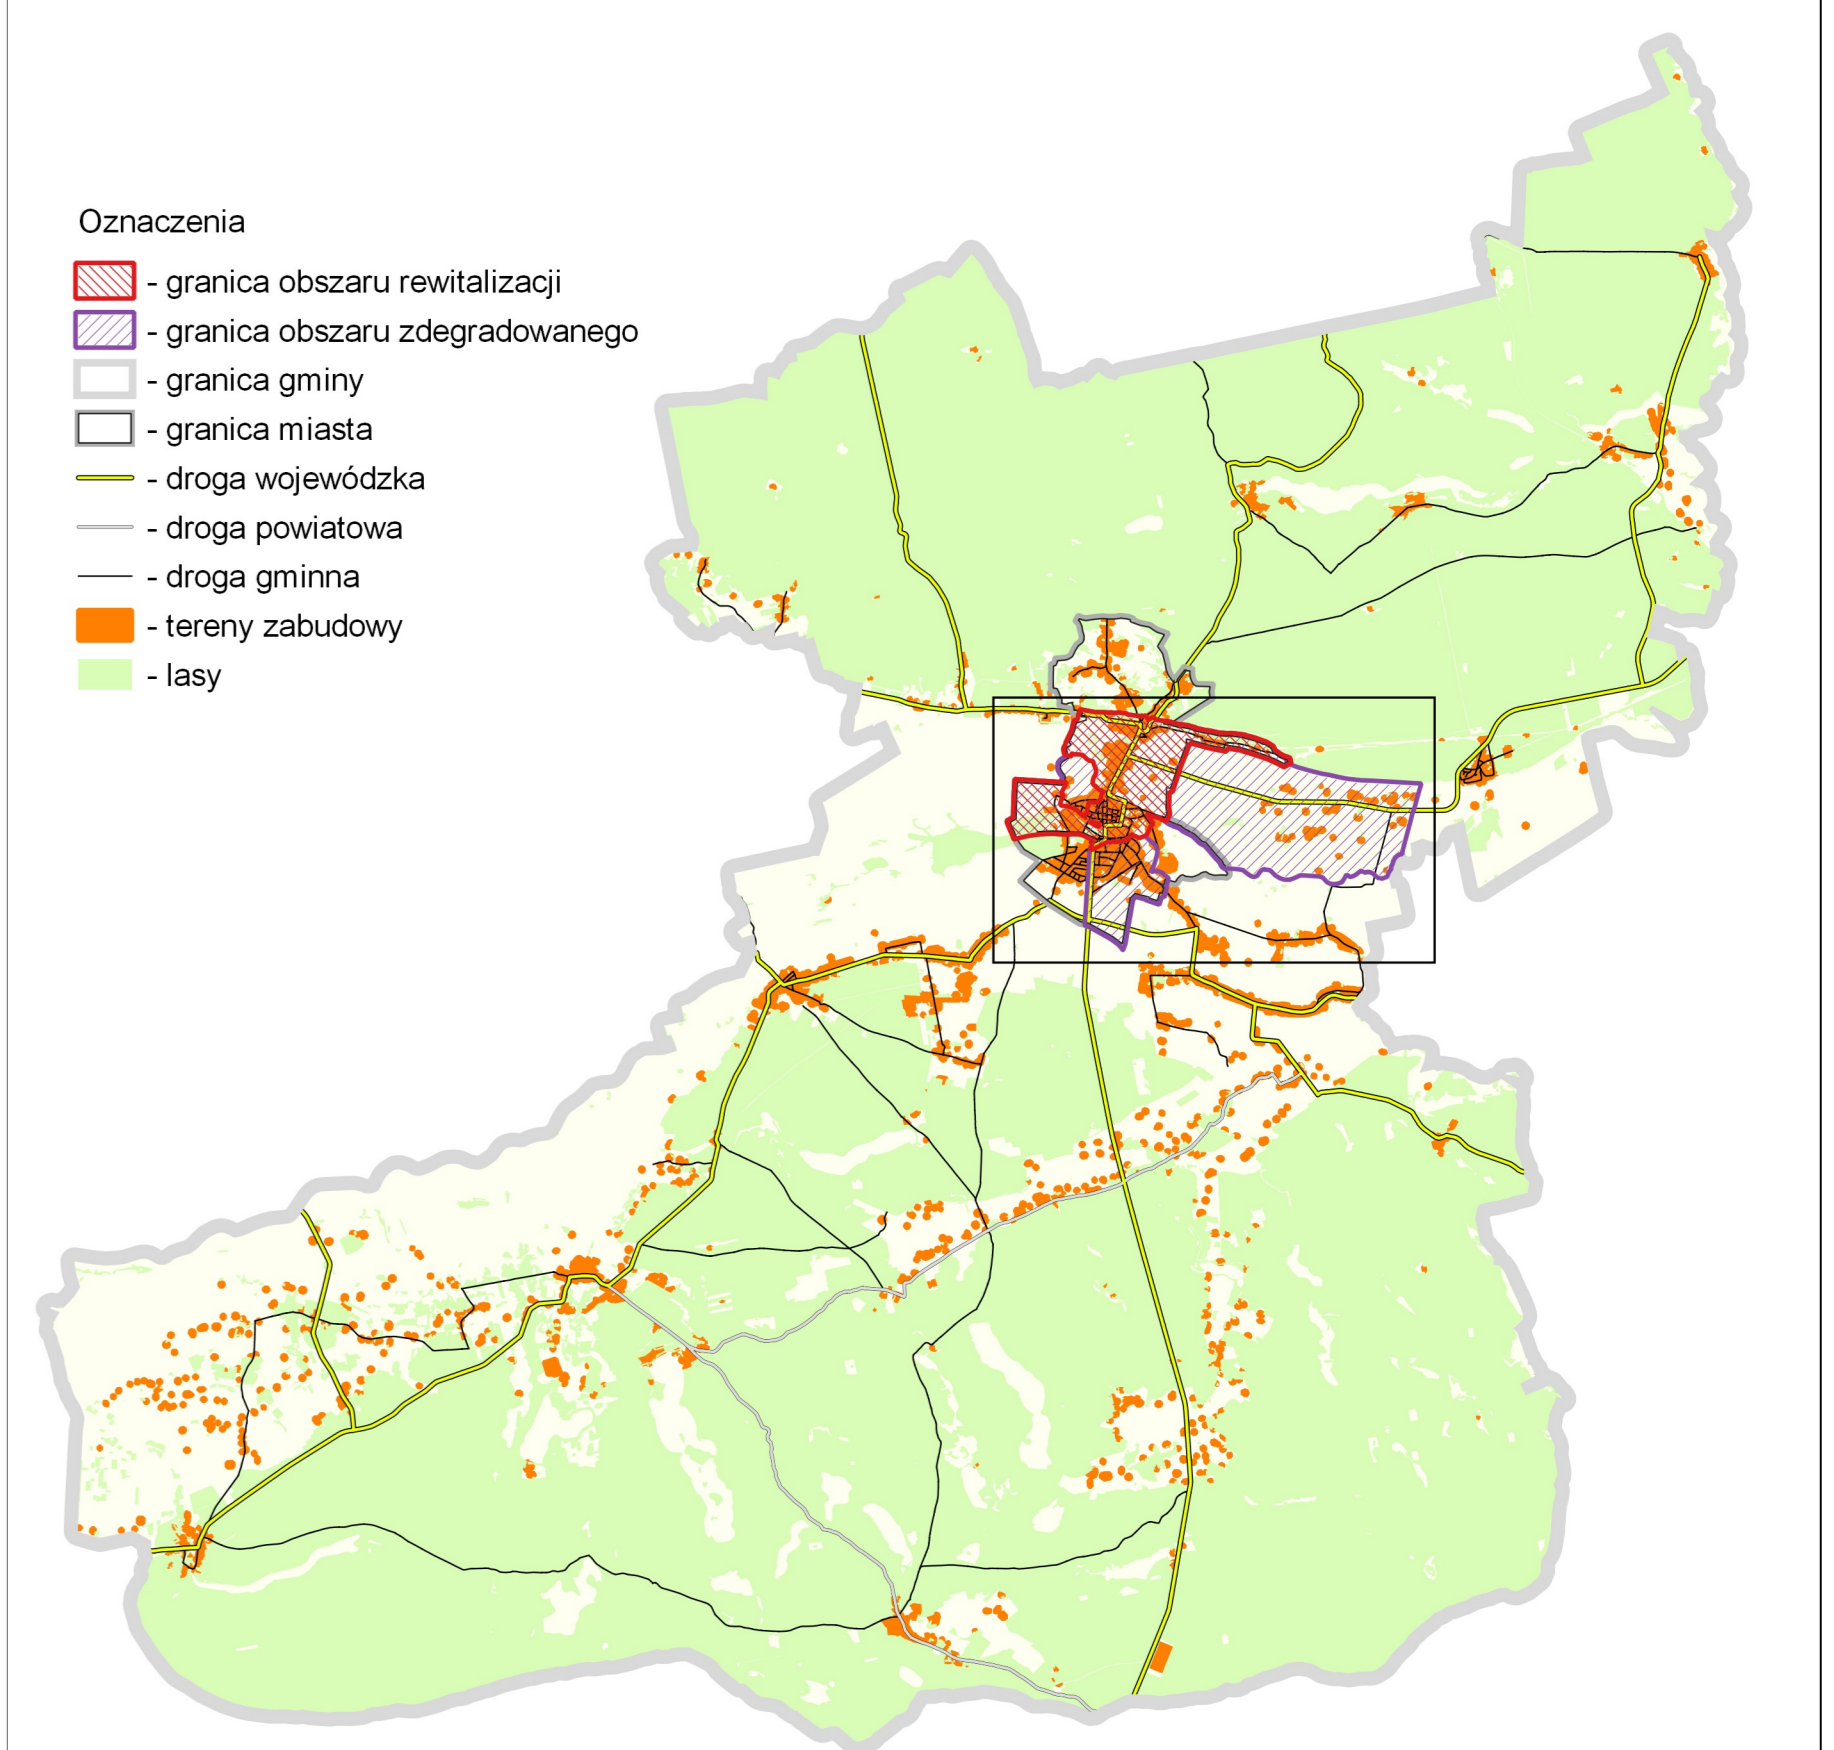 Oznaczenia
- granica obszaru rewitalizacji
- granica obszaru zdegradowanego
- granica gminy
- granica miasta
- droga wojewódzka
- droga powiatowa
- droga gminna
- tereny zabudowy
- lasy